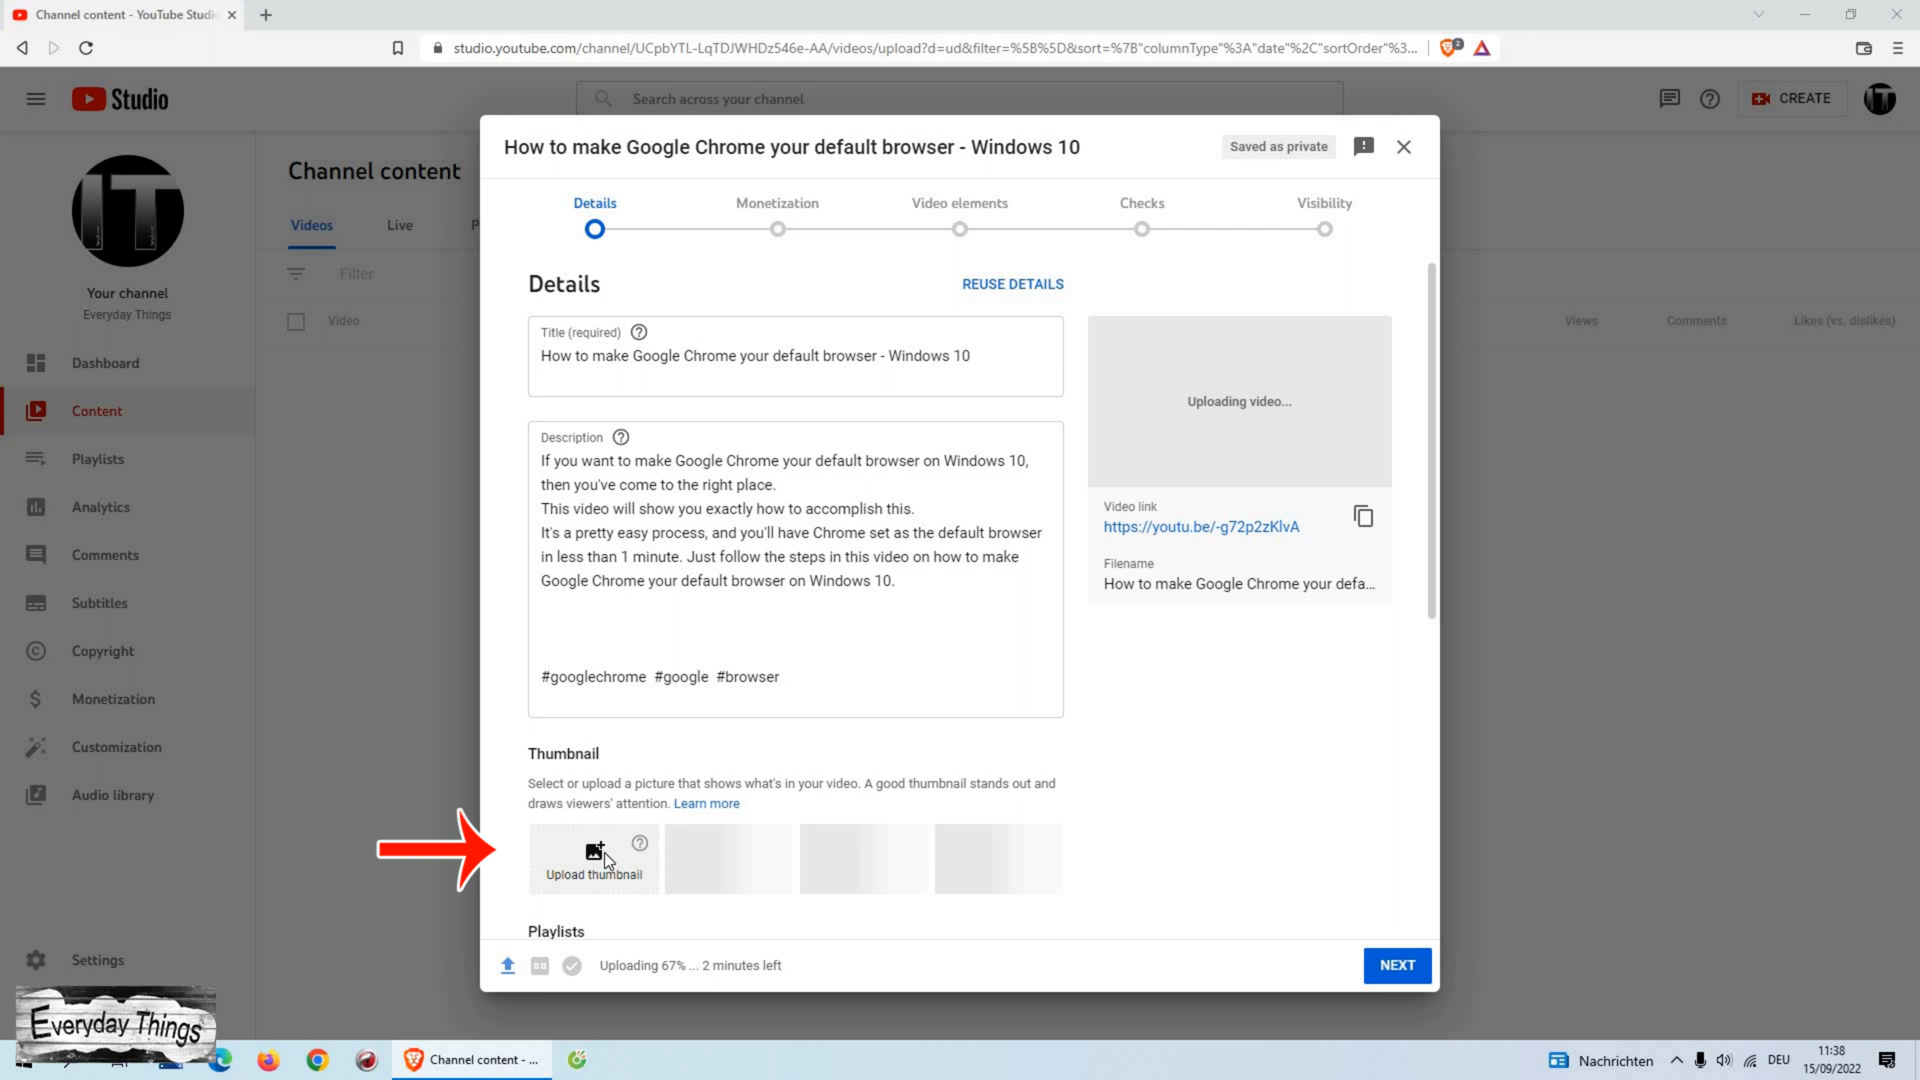 Channel content - YouTube Studio
studio.youtube.com/channel/UCpbYTL-LqTDJWHDz546e-AA/videos/upload?d=ud&filter=%5B%5D&sort=%7B"columnType"%3A"date"%2C"sortOrder"%3...
2
Studio
Search across your channel
CREATE
IT
Your channel
Everyday Things
Dashboard
Content
Playlists
Analytics
Comments
Subtitles
Copyright
Monetization
Customization
Audio library
Settings
Channel content
Videos
Live
P
Filter
Video
Views
Comments
Likes (vs. dislikes)
How to make Google Chrome your default browser - Windows 10
Saved as private
Details
Monetization
Video elements
Checks
Visibility
Details
REUSE DETAILS
Title (required)
How to make Google Chrome your default browser - Windows 10
Description
If you want to make Google Chrome your default browser on Windows 10,
then you've come to the right place.
This video will show you exactly how to accomplish this.
It's a pretty easy process, and you'll have Chrome set as the default browser
in less than 1 minute. Just follow the steps in this video on how to make
Google Chrome your default browser on Windows 10.
#googlechrome #google #browser
Uploading video...
Video link
https://youtu.be/-g72p2zKlvA
Filename
How to make Google Chrome your defa...
Thumbnail
Select or upload a picture that shows what's in your video. A good thumbnail stands out and
draws viewers' attention. Learn more
Upload thumbnail
Playlists
Uploading 67% ... 2 minutes left
NEXT
Everyday Things
Channel content - ...
Nachrichten
DEU
11:38
15/09/2022